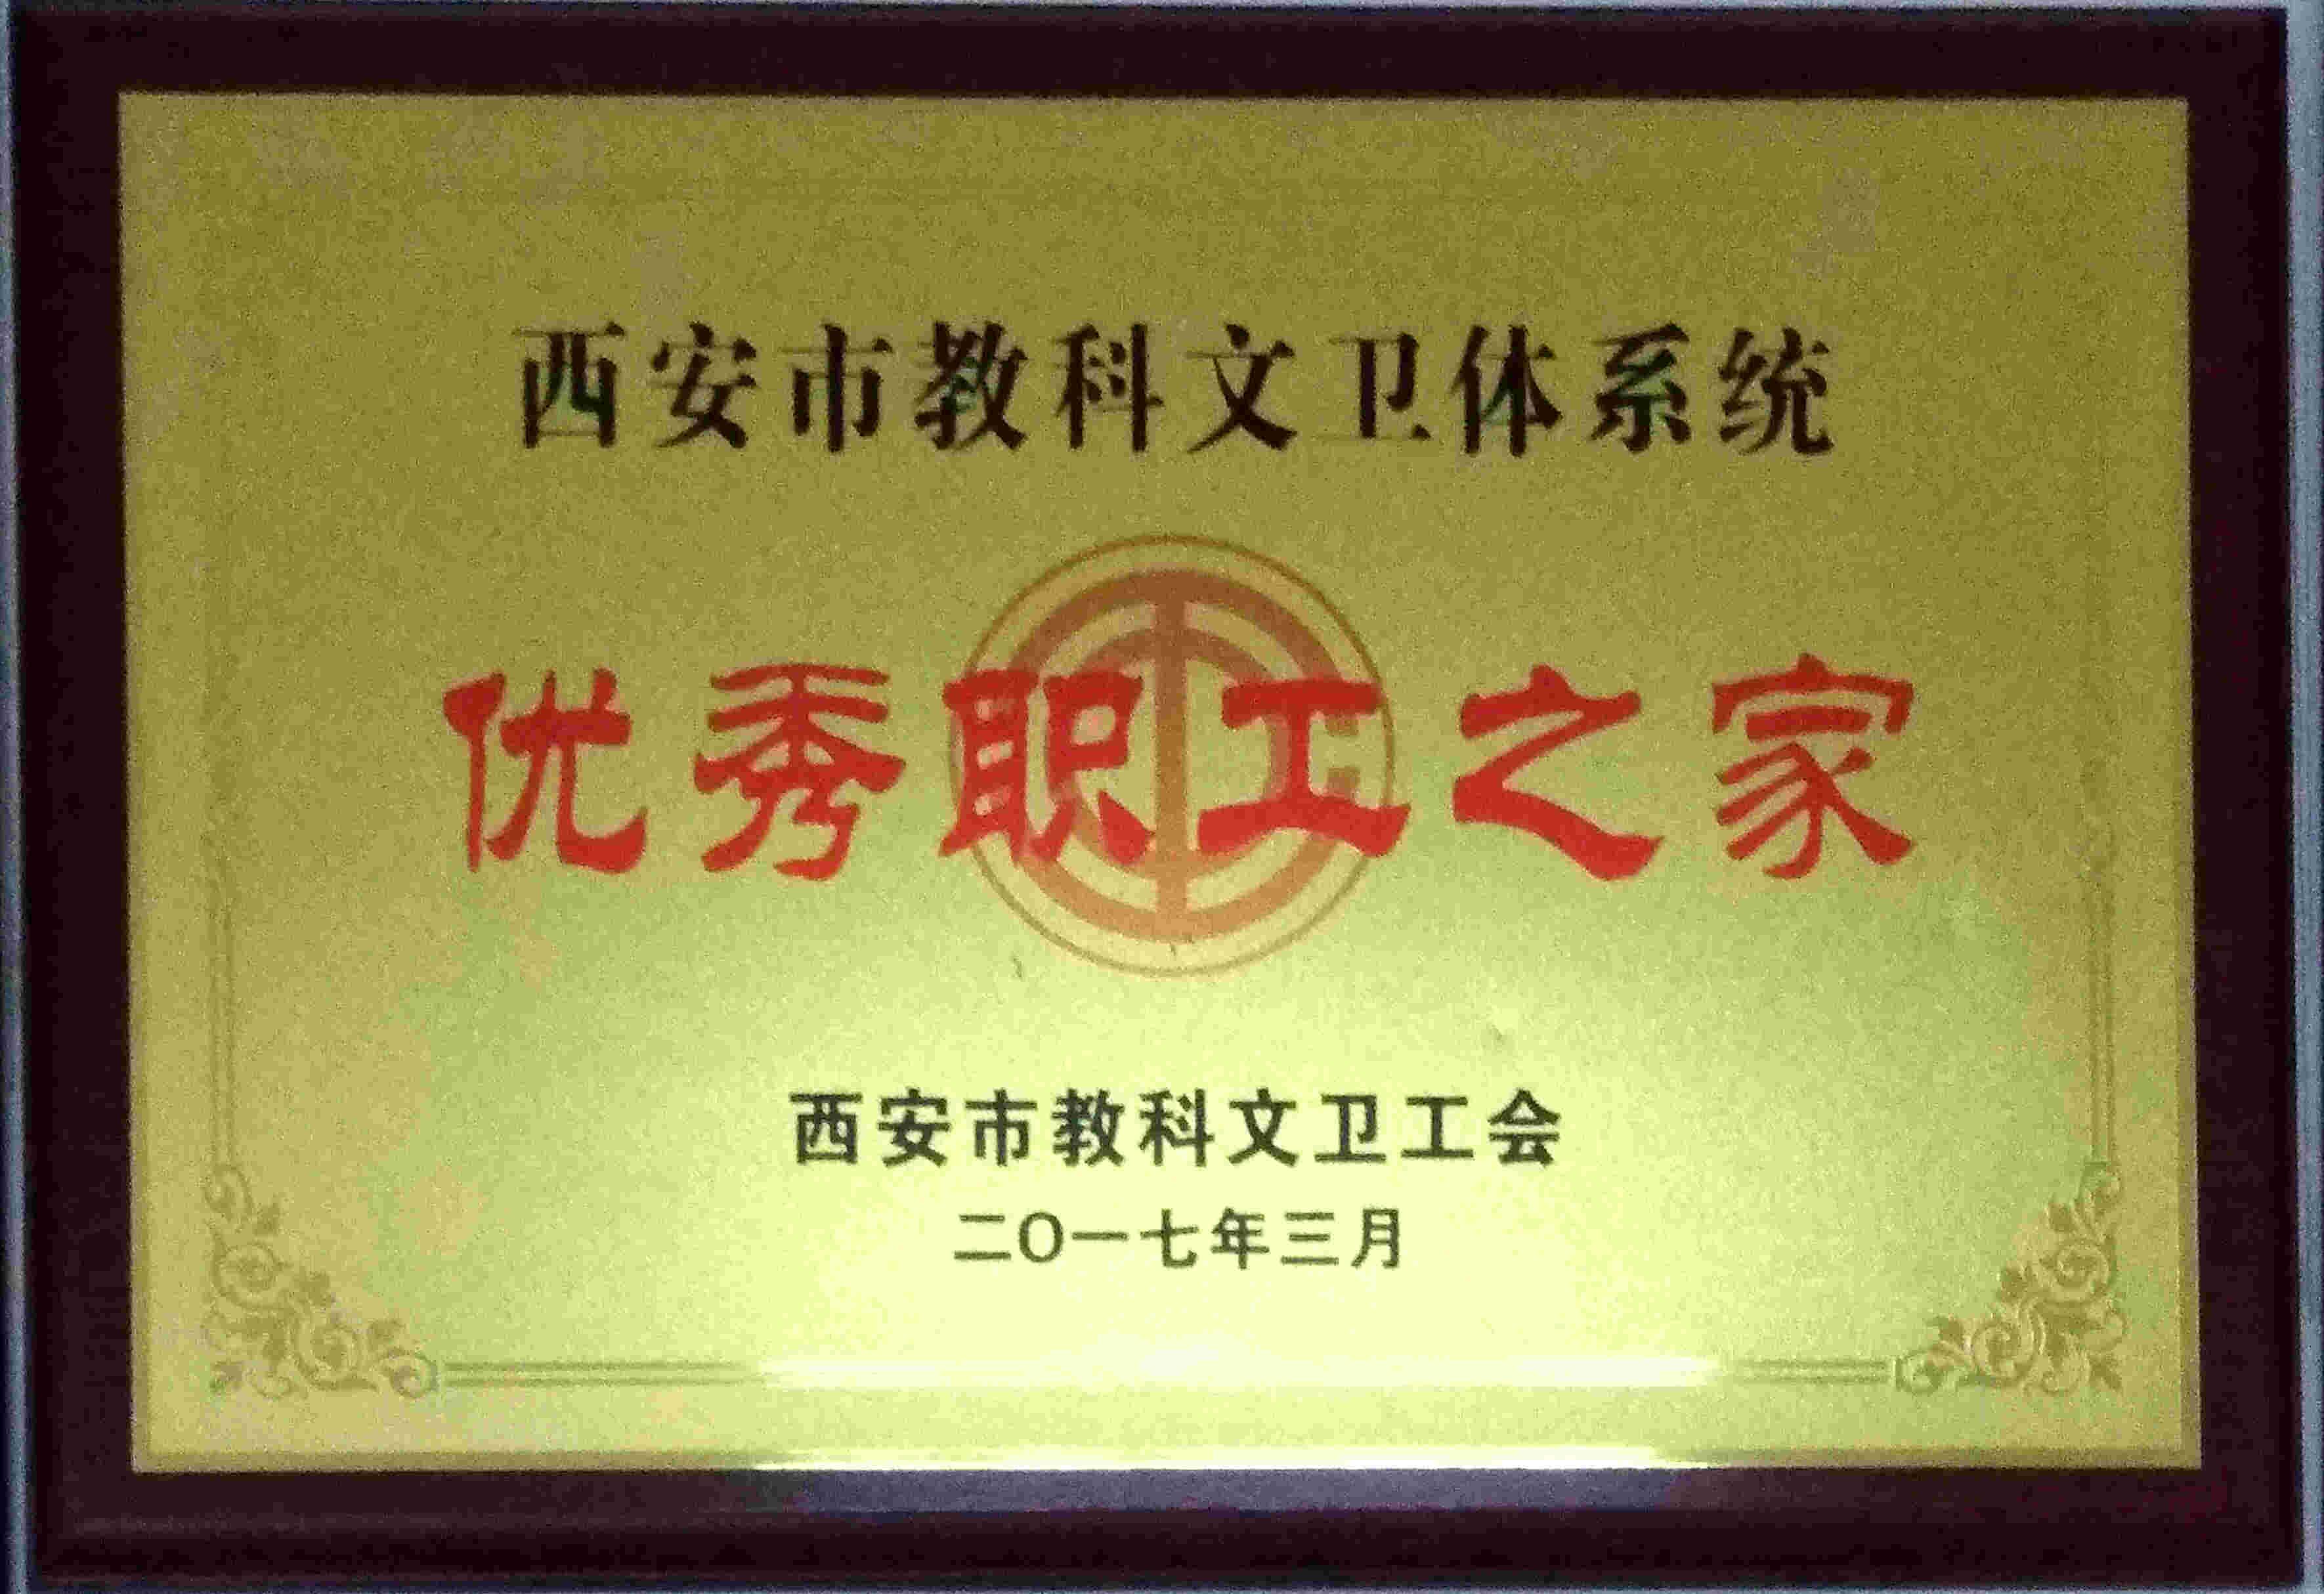 西安市教科文卫体系统
优秀职工之家
西安市教科文卫工会
二〇一七年三月